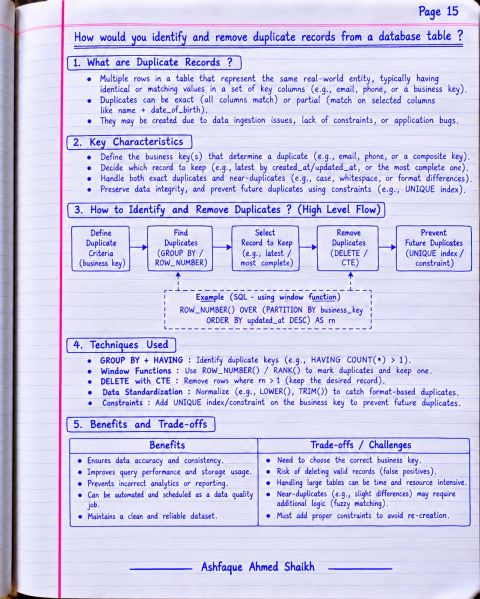 Page 15
How would you identify and remove duplicate records from a database table ?
1. What are Duplicate Records ?
• Multiple rows in a table that represent the same real-world entity, typically having
identical or matching values in a set of key columns (e.g., email, phone, or a business key).
• Duplicates can be exact (all columns match) or partial (match on selected columns
like name + date_of_birth).
• They may be created due to data ingestion issues, lack of constraints, or application bugs.
2. Key Characteristics
• Define the business key(s) that determine a duplicate (e.g., email, phone, or a composite key).
• Decide which record to keep (e.g., latest by created_at/updated_at, or the most complete one).
• Handle both exact duplicates and near-duplicates (e.g., case, whitespace, or format differences).
• Preserve data integrity, and prevent future duplicates using constraints (e.g., UNIQUE index).
3. How to Identify and Remove Duplicates ? (High Level Flow)
Define
Duplicate
Criteria
(business key)
Find
Duplicates
(GROUP BY /
ROW_NUMBER)
Select
Record to Keep
(e.g., latest /
most complete)
Remove
Duplicates
(DELETE /
CTE)
Prevent
Future Duplicates
(UNIQUE index /
constraint)
Example (SQL - using window function)
ROW_NUMBER() OVER (PARTITION BY business_key
ORDER BY updated_at DESC) AS rn
4. Techniques Used
• GROUP BY + HAVING : Identify duplicate keys (e.g., HAVING COUNT(*) > 1).
• Window Functions : Use ROW_NUMBER() / RANK() to mark duplicates and keep one.
• DELETE with CTE : Remove rows where rn > 1 (keep the desired record).
• Data Standardization : Normalize (e.g., LOWER(), TRIM()) to catch format-based duplicates.
• Constraints : Add UNIQUE index/constraint on the business key to prevent future duplicates.
5. Benefits and Trade-offs
Benefits
• Ensures data accuracy and consistency.
• Improves query performance and storage usage.
• Prevents incorrect analytics or reporting.
• Can be automated and scheduled as a data quality
job.
• Maintains a clean and reliable dataset.
Trade-offs / Challenges
• Need to choose the correct business key.
• Risk of deleting valid records (false positives).
• Handling large tables can be time and resource intensive.
• Near-duplicates (e.g., slight differences) may require
additional logic (fuzzy matching).
• Must add proper constraints to avoid re-creation.
Ashfaque Ahmed Shaikh